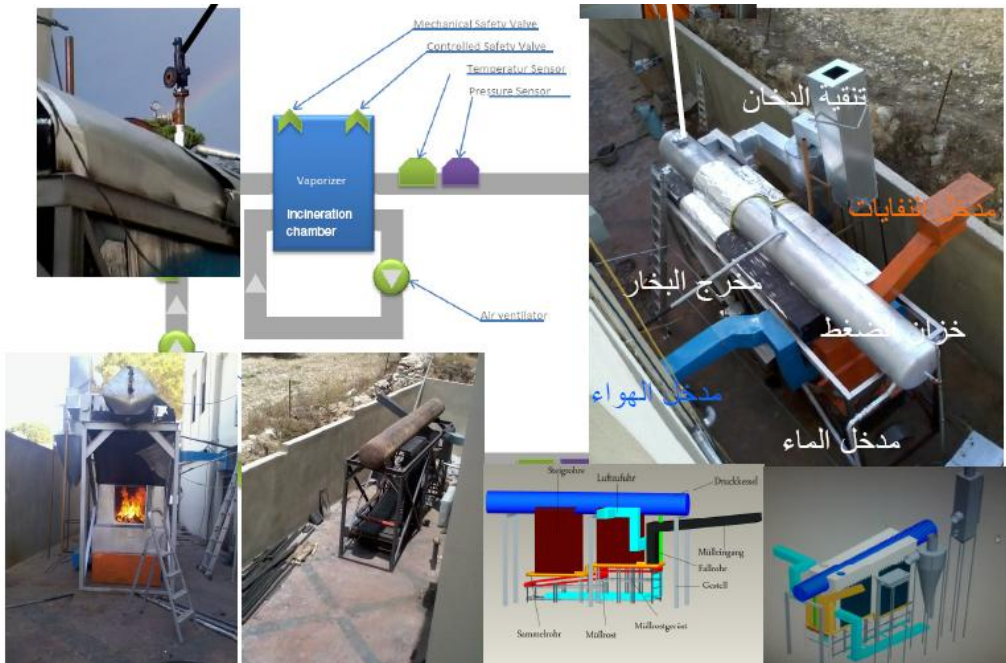 Mechanical Safety Valve
Controlled Safety Valve
Temperatur Sensor
Pressure Sensor
Vaporizer
Incineration
chamber
Air ventilator
تنقية الدخان
مدخل النفايات
مخرج البخار
خزان الضغط
مدخل الهواء
مدخل الماء
Steigrohre
Luftzufuhr
Druckkessel
Mülleingang
Fallrohr
Gestell
Müllrostgerüst
Müllrost
Sammelrohr